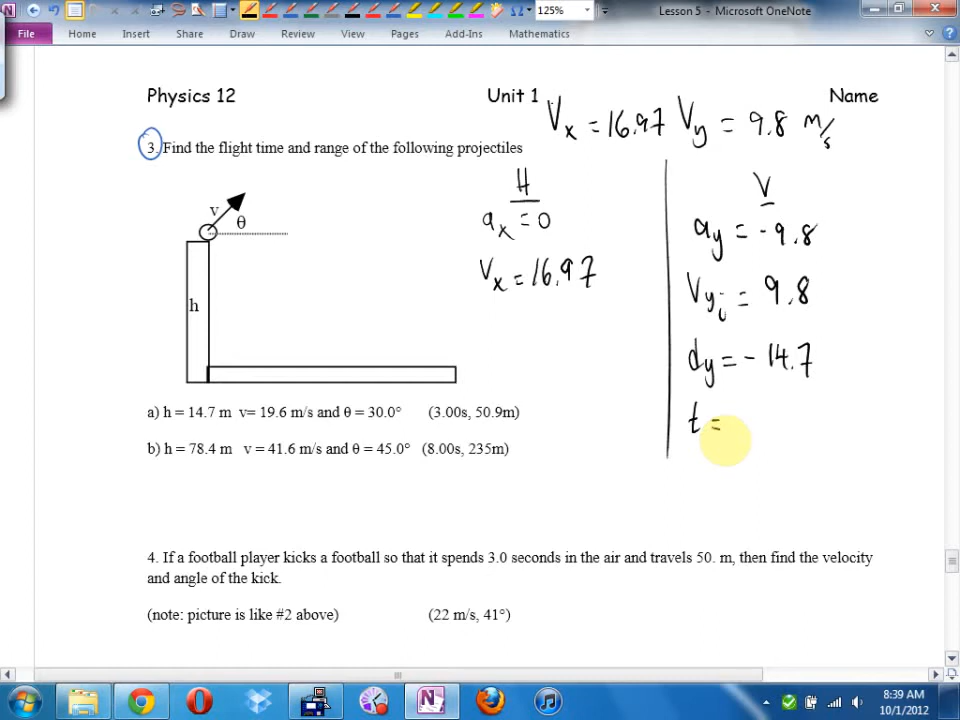 125%
Lesson 5 - Microsoft OneNote
File Home Insert Share Draw Review View Pages Add-Ins Mathematics
Physics 12 Unit 1 Name
Vx = 16.97 Vy = 9.8 m/s
3. Find the flight time and range of the following projectiles
H
V
ax = 0
ay = -9.8
v
θ
Vx = 16.97
Vyi = 9.8
h
dy = -14.7
a) h = 14.7 m v= 19.6 m/s and θ = 30.0° (3.00s, 50.9m)
t =
b) h = 78.4 m v = 41.6 m/s and θ = 45.0° (8.00s, 235m)
4. If a football player kicks a football so that it spends 3.0 seconds in the air and travels 50. m, then find the velocity
and angle of the kick.
(note: picture is like #2 above) (22 m/s, 41°)
8:39 AM
10/1/2012